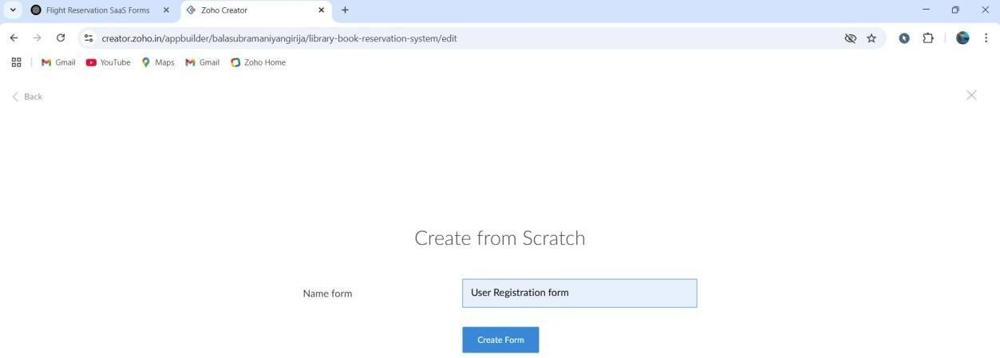 Flight Reservation SaaS Forms
Zoho Creator
creator.zoho.in/appbuilder/balasubramaniyangirija/library-book-reservation-system/edit
Gmail YouTube Maps Gmail Zoho Home
Back
Create from Scratch
Name form
User Registration form
Create Form